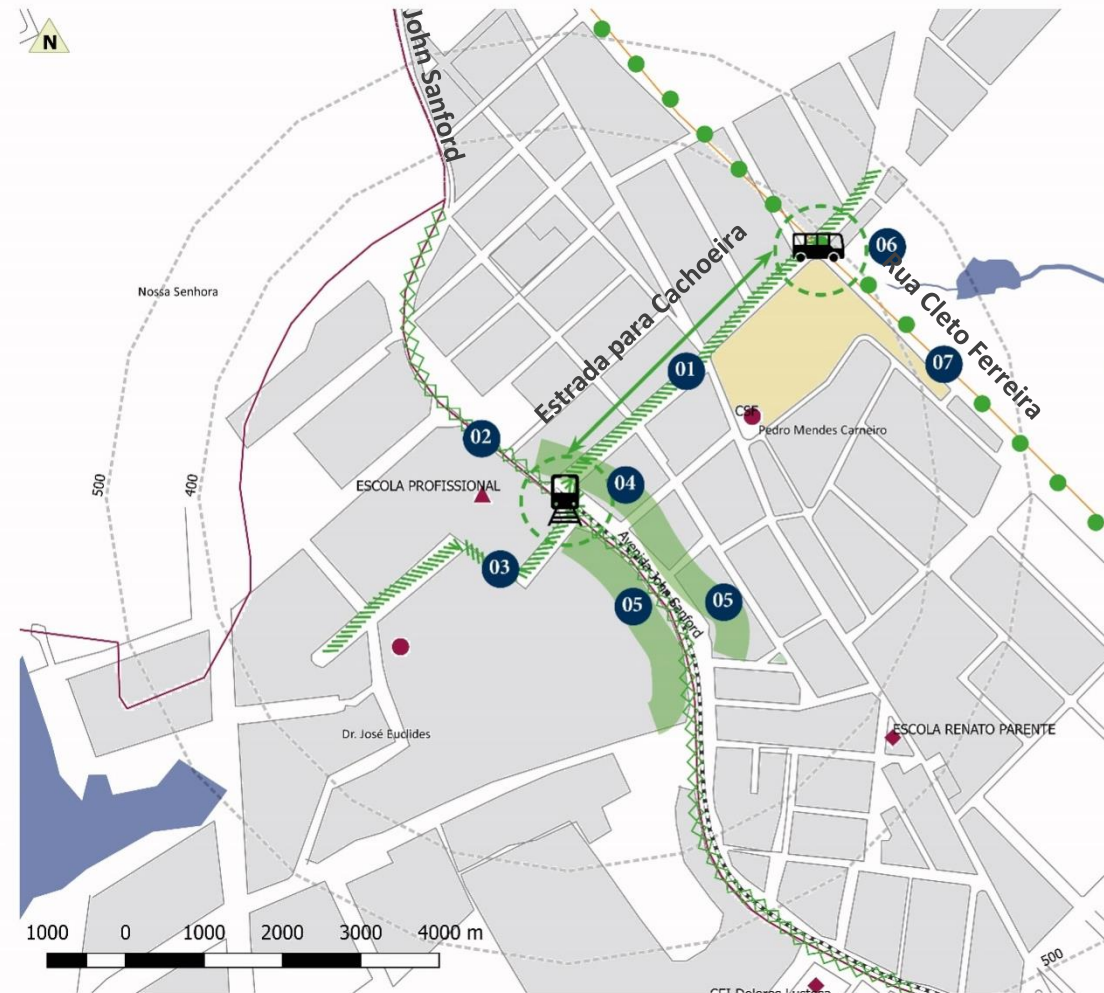 N
John Sanford
Nossa Senhora
06
Rua Cleto Ferreira
Estrada para Cachoeira
01
07
CSF
Pedro Mendes Carneiro
02
500
400
ESCOLA PROFISSIONAL
04
03
Avenida John Sanford
05
05
Dr. José Euclides
ESCOLA RENATO PARENTE
1000 0 1000 2000 3000 4000 m
500